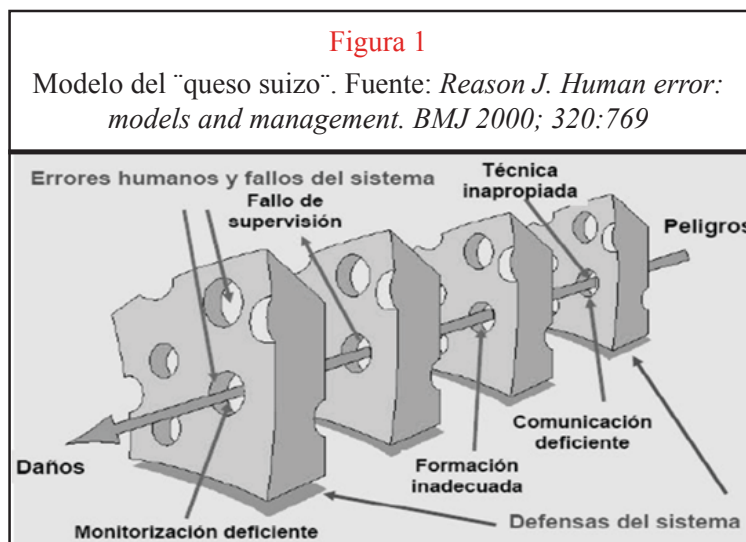 Figura 1
Modelo del ¨queso suizo¨. Fuente: Reason J. Human error:
models and management. BMJ 2000; 320:769
Errores humanos y fallos del sistema
Fallo de
supervisión
Técnica
inapropiada
Peligros
Daños
Monitorización deficiente
Formación
inadecuada
Comunicación
deficiente
Defensas del sistema